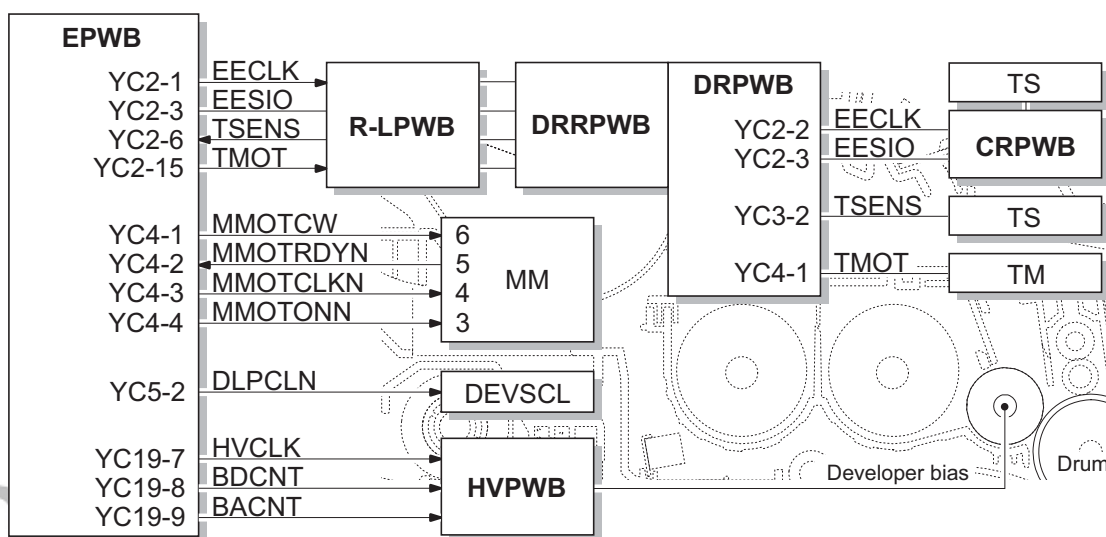 EPWB
YC2-1 EECLK
YC2-3 EESIO
YC2-6 TSENS
YC2-15 TMOT
R-LPWB
DRRPWB
DRPWB
YC2-2 EECLK
YC2-3 EESIO
YC3-2 TSENS
YC4-1 TMOT
TS
CRPWB
TS
TM
YC4-1 MMOTCW 6
YC4-2 MMOTRDYN 5
YC4-3 MMOTCLKN 4
YC4-4 MMOTONN 3
MM
YC5-2 DLPCLN
DEVSCL
YC19-7 HVCLK
YC19-8 BDCNT
YC19-9 BACNT
HVPWB
Developer bias
Drum